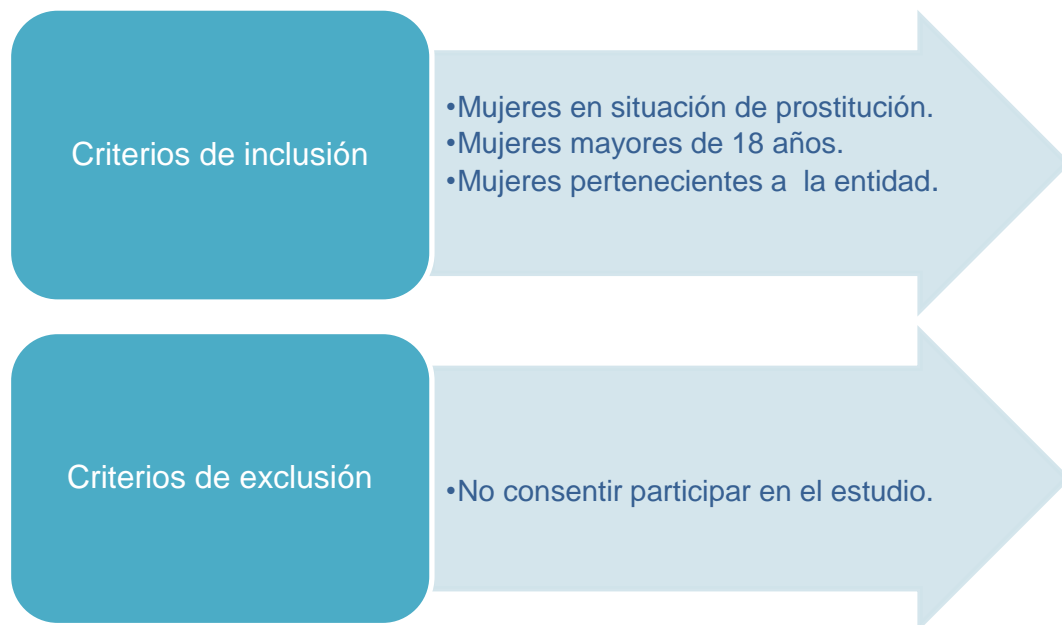 Criterios de inclusión
•Mujeres en situación de prostitución.
•Mujeres mayores de 18 años.
•Mujeres pertenecientes a  la entidad.
Criterios de exclusión
•No consentir participar en el estudio.